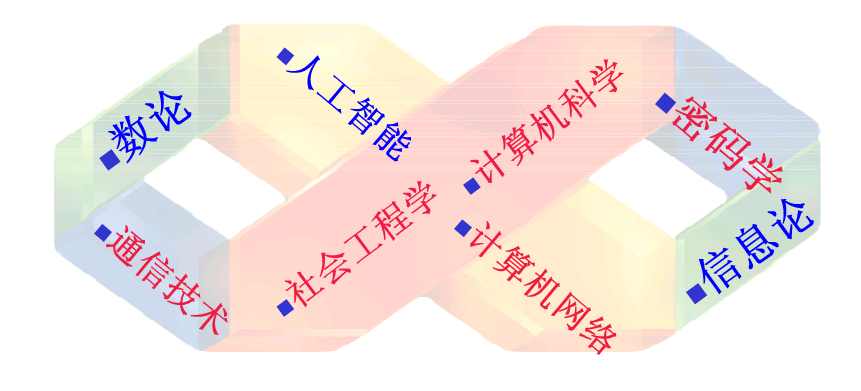 人工智能
数论
计算机科学
密码学
社会工程学
通信技术
计算机网络
信息论